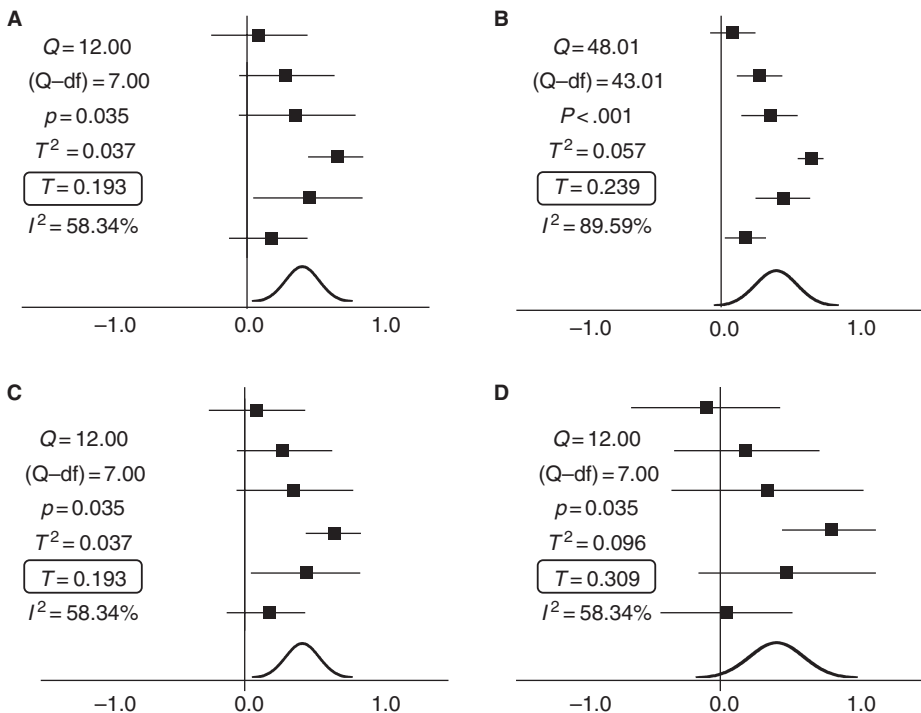 A
Q = 12.00
(Q–df) = 7.00
p = 0.035
T² = 0.037
T = 0.193
I² = 58.34%
–1.0 0.0 1.0
B
Q = 48.01
(Q–df) = 43.01
P < .001
T² = 0.057
T = 0.239
I² = 89.59%
–1.0 0.0 1.0
C
Q = 12.00
(Q–df) = 7.00
p = 0.035
T² = 0.037
T = 0.193
I² = 58.34%
–1.0 0.0 1.0
D
Q = 12.00
(Q–df) = 7.00
p = 0.035
T² = 0.096
T = 0.309
I² = 58.34%
–1.0 0.0 1.0